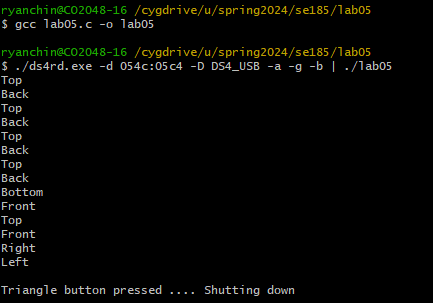 ryanchin@CO2048-16 /cygdrive/u/spring2024/se185/lab05
$ gcc lab05.c -o lab05
ryanchin@CO2048-16 /cygdrive/u/spring2024/se185/lab05
$ ./ds4rd.exe -d 054c:05c4 -D DS4_USB -a -g -b | ./lab05
Top
Back
Top
Back
Top
Back
Top
Back
Bottom
Front
Top
Front
Right
Left
Triangle button pressed .... Shutting down